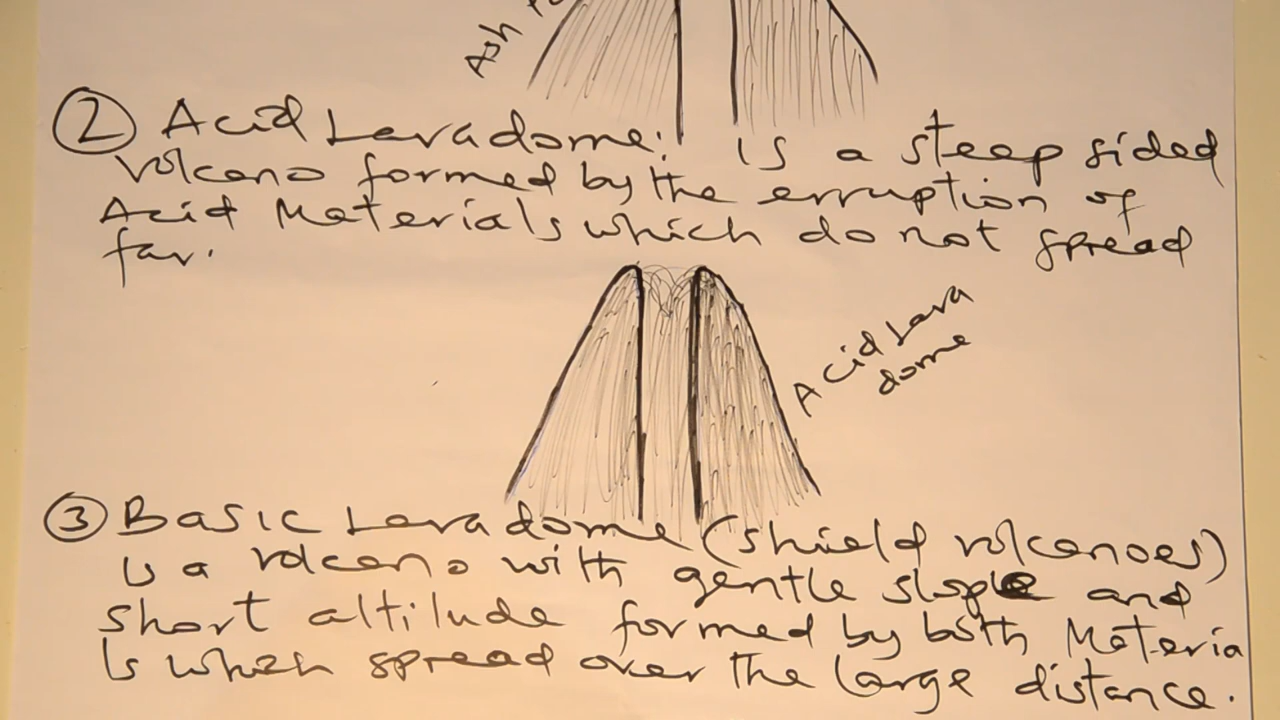 Ash
② Acid Lava dome: is a steep sided
volcano formed by the erruption of
Acid Materials which do not spread
far.
Acid Lava
dome
③ Basic Lava dome (shield volcanoes)
is a volcano with gentle slope and
short altitude formed by both Materia
ls which spread over the large distance.